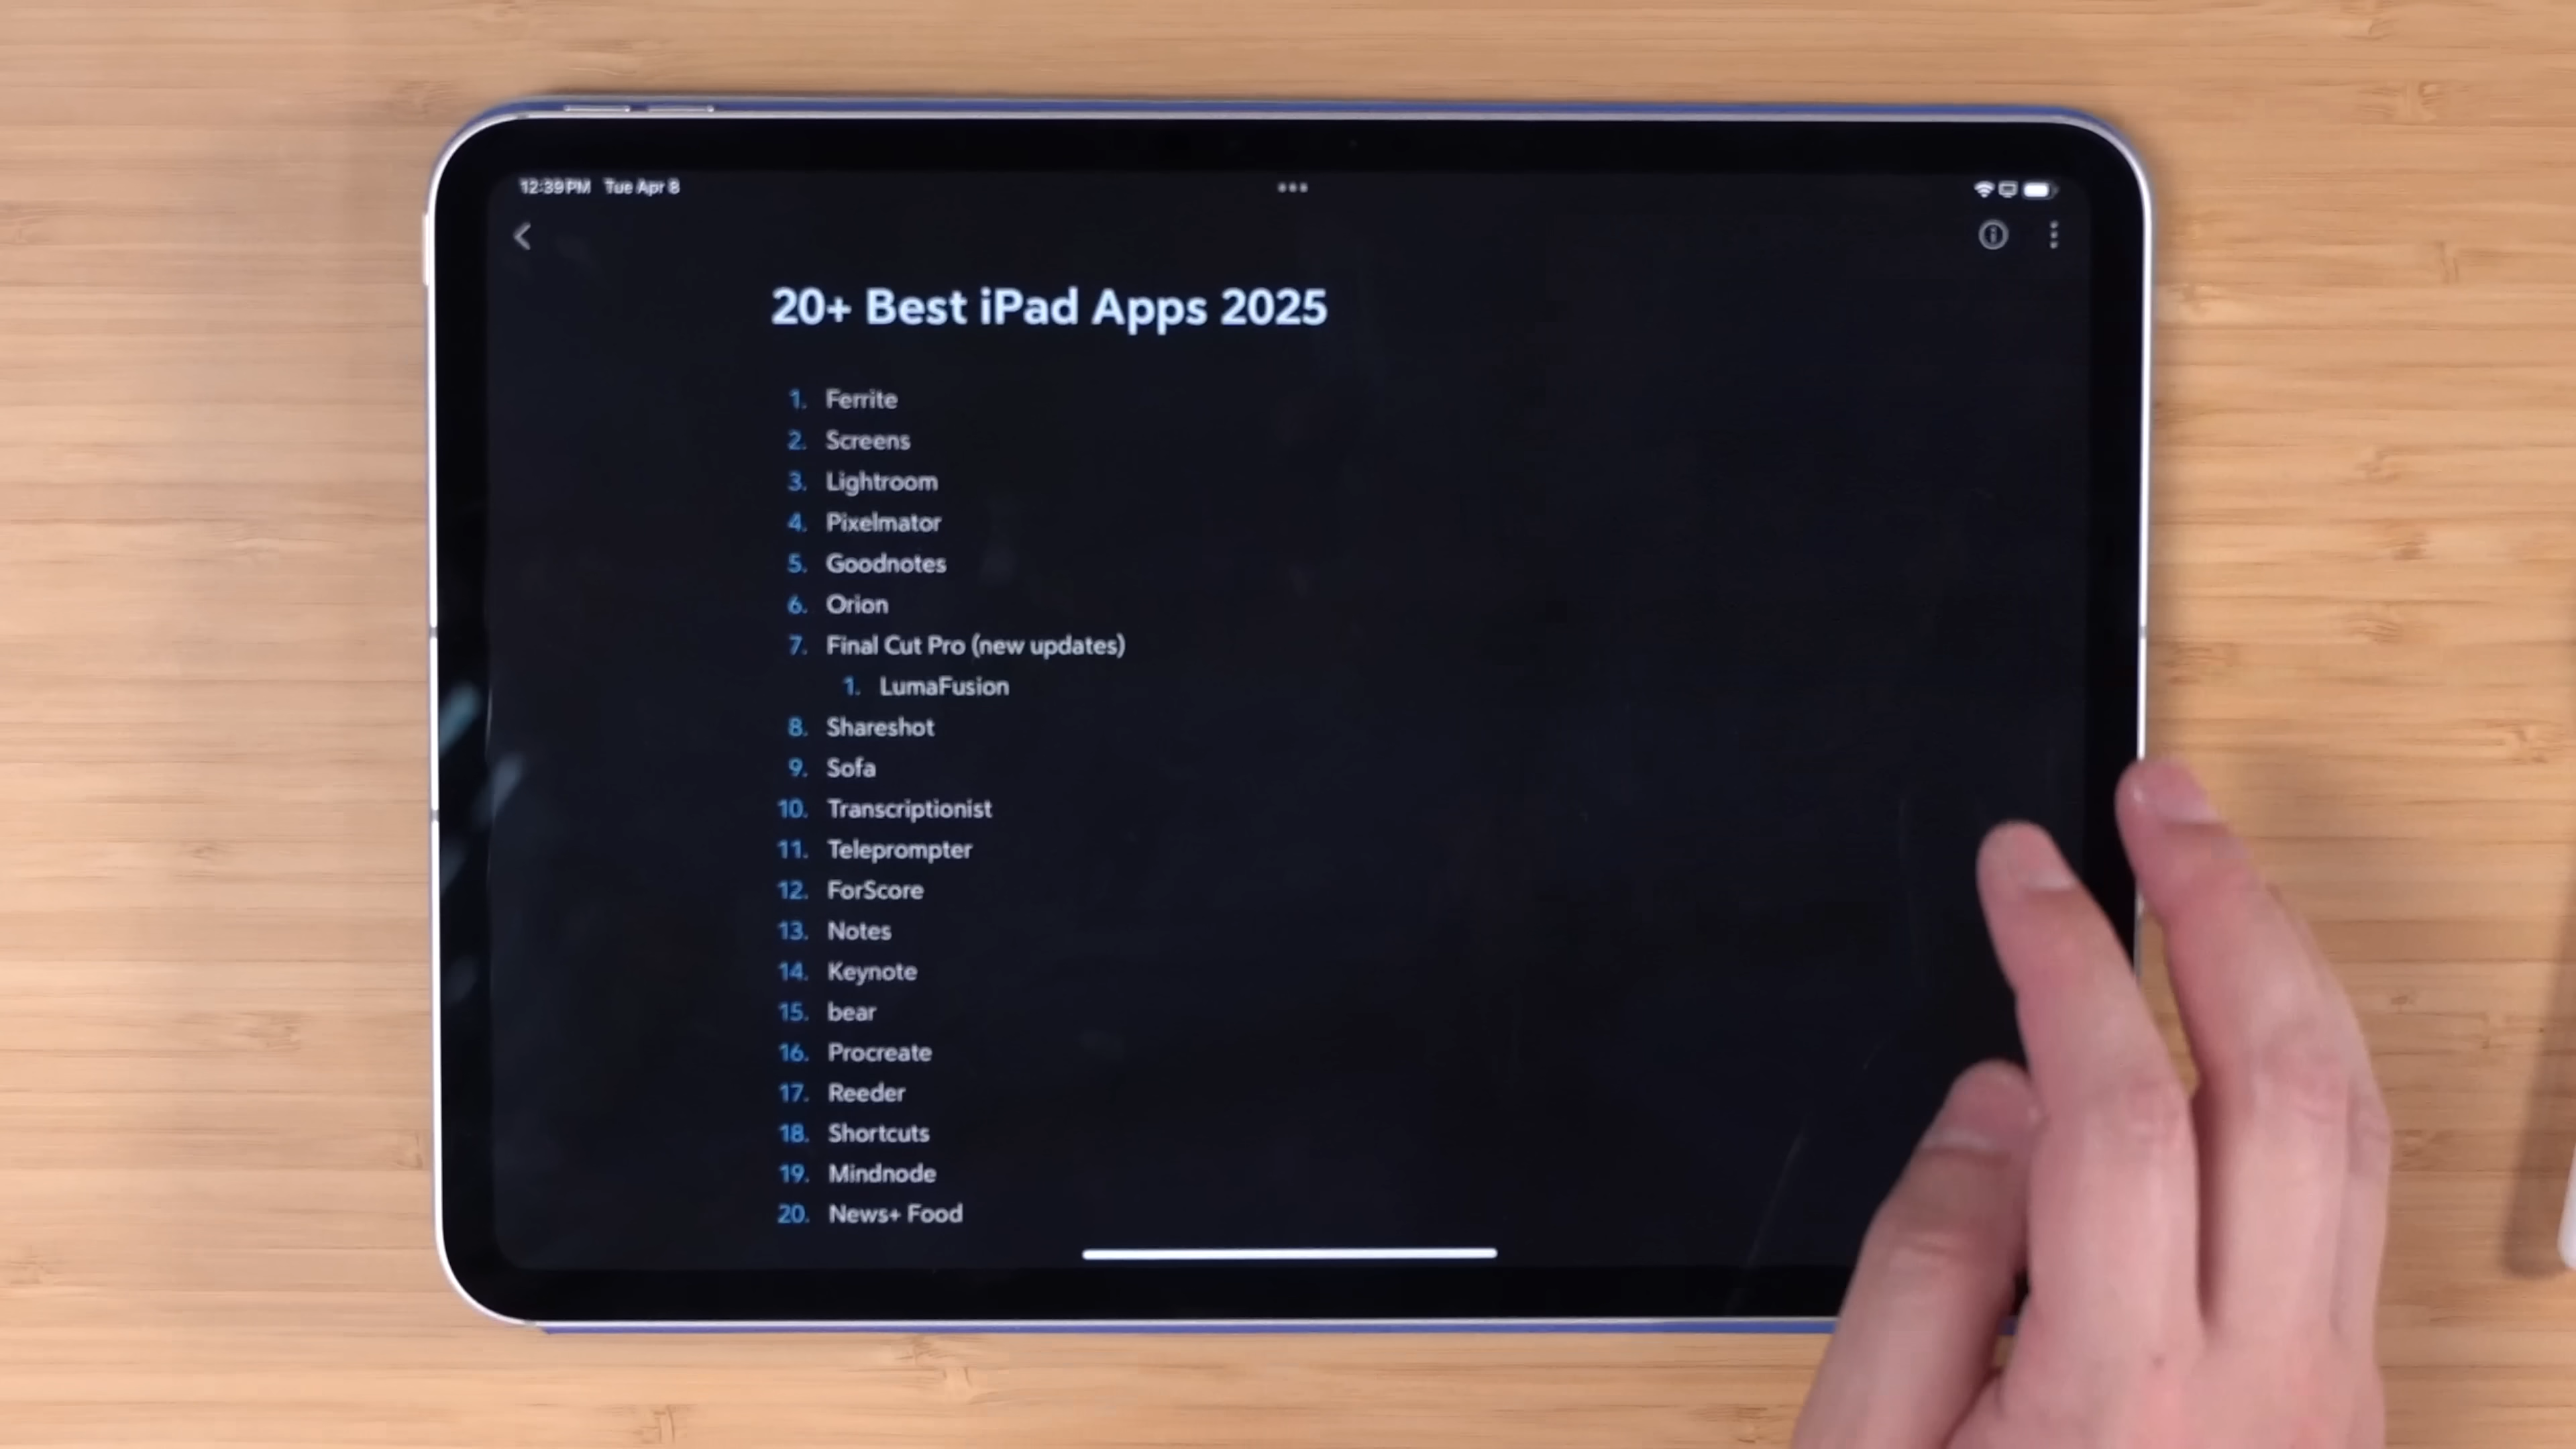 12:39 PM Tue Apr 8
20+ Best iPad Apps 2025
1. Ferrite
2. Screens
3. Lightroom
4. Pixelmator
5. Goodnotes
6. Orion
7. Final Cut Pro (new updates)
1. LumaFusion
8. Shareshot
9. Sofa
10. Transcriptionist
11. Teleprompter
12. ForScore
13. Notes
14. Keynote
15. bear
16. Procreate
17. Reeder
18. Shortcuts
19. Mindnode
20. News+ Food